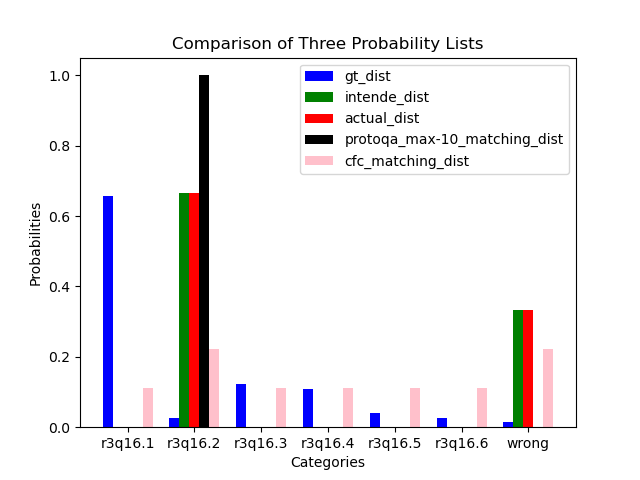 Comparison of Three Probability Lists
gt_dist
intende_dist
actual_dist
protoqa_max-10_matching_dist
cfc_matching_dist
Probabilities
1.0
0.8
0.6
0.4
0.2
0.0
r3q16.1 r3q16.2 r3q16.3 r3q16.4 r3q16.5 r3q16.6 wrong
Categories